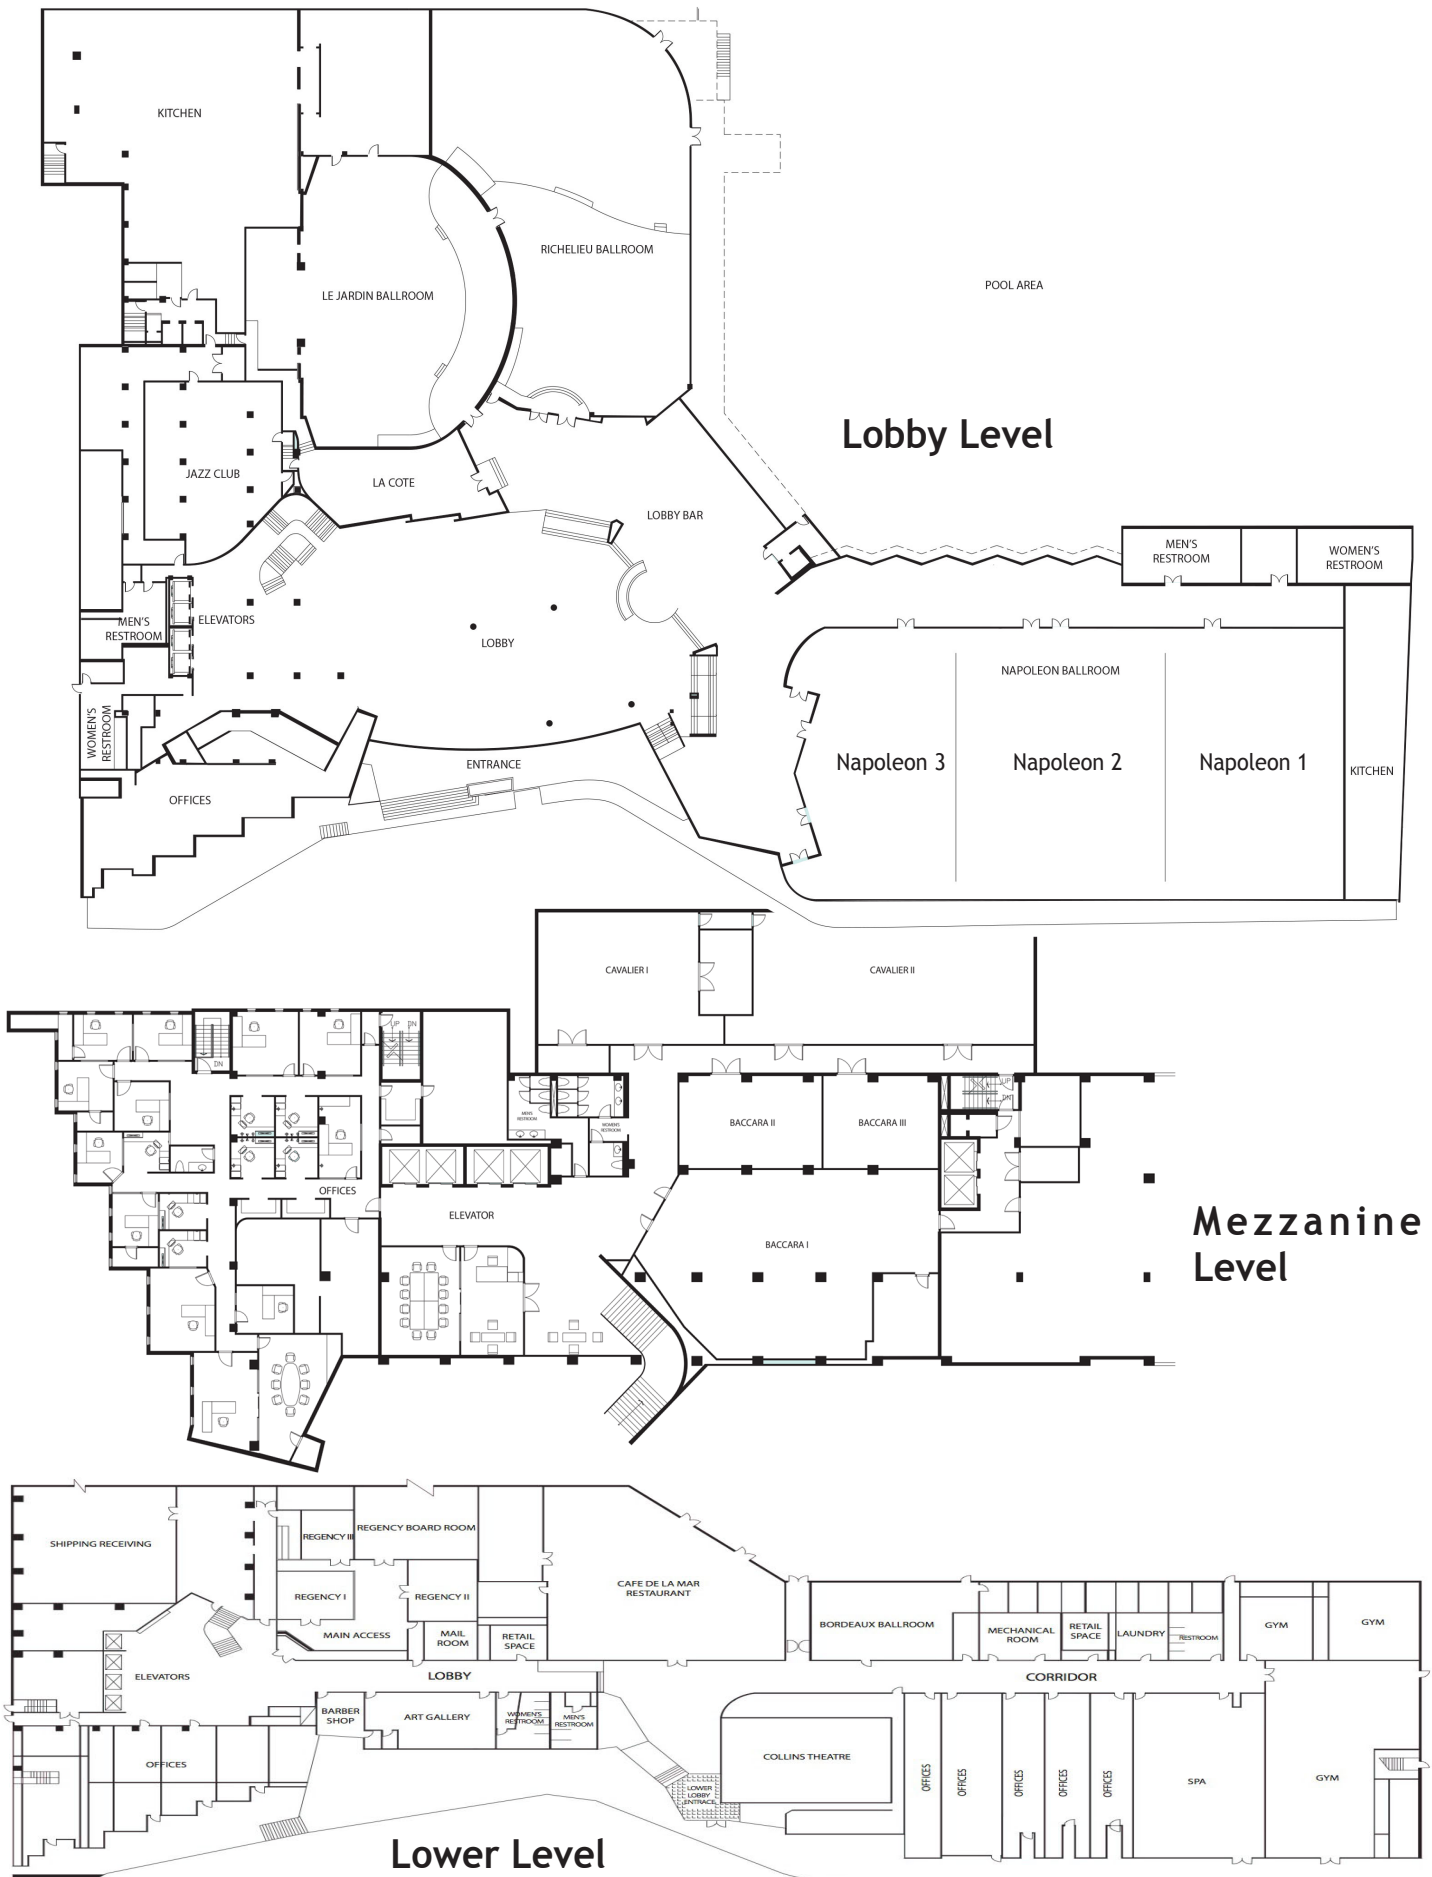 KITCHEN
RICHELIEU BALLROOM
LE JARDIN BALLROOM
POOL AREA
Lobby Level
JAZZ CLUB
LA COTE
LOBBY BAR
MEN'S
RESTROOM
WOMEN'S
RESTROOM
MEN'S
RESTROOM
ELEVATORS
LOBBY
NAPOLEON BALLROOM
WOMEN'S
RESTROOM
ENTRANCE
Napoleon 3
Napoleon 2
Napoleon 1
KITCHEN
OFFICES
CAVALIER I
CAVALIER II
UP
DN
DN
UP
DN
MEN'S
RESTROOM
WOMEN'S
RESTROOM
BACCARA II
BACCARA III
OFFICES
ELEVATOR
BACCARA I
Mezzanine
Level
SHIPPING RECEIVING
REGENCY III
REGENCY BOARD ROOM
REGENCY I
REGENCY II
CAFE DE LA MAR
RESTAURANT
MAIN ACCESS
MAIL
ROOM
RETAIL
SPACE
BORDEAUX BALLROOM
MECHANICAL
ROOM
RETAIL
SPACE
LAUNDRY
RESTROOM
GYM
GYM
ELEVATORS
LOBBY
CORRIDOR
BARBER
SHOP
ART GALLERY
WOMEN'S
RESTROOM
MEN'S
RESTROOM
OFFICES
COLLINS THEATRE
LOWER
LOBBY
ENTRACE
OFFICES
OFFICES
OFFICES
OFFICES
OFFICES
SPA
GYM
Lower Level